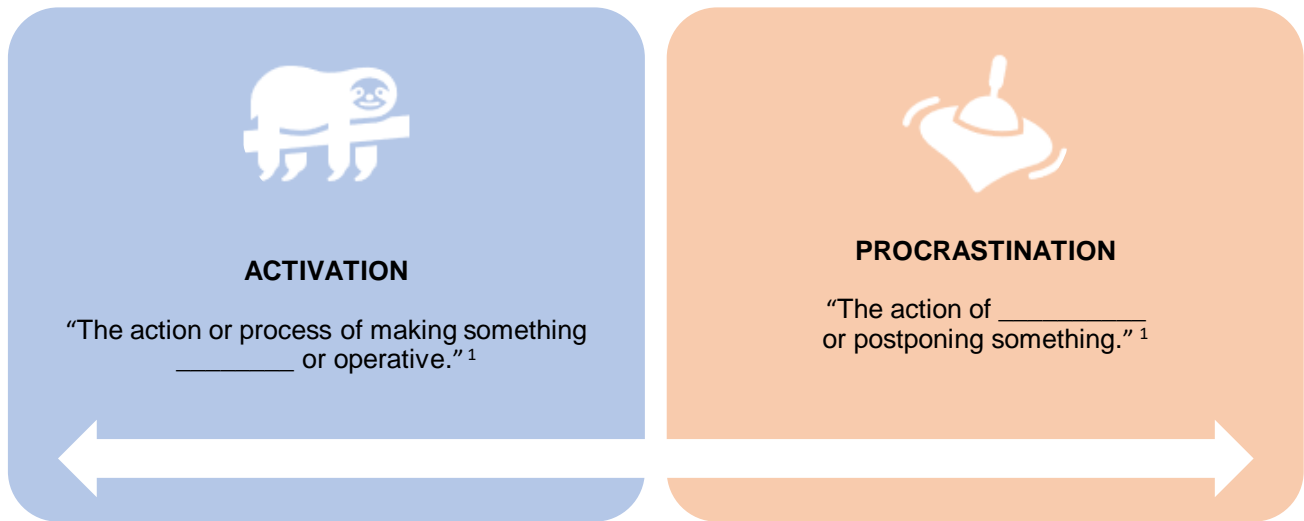 ACTIVATION
“The action or process of making something
________ or operative.” 1
PROCRASTINATION
“The action of __________
or postponing something.” 1